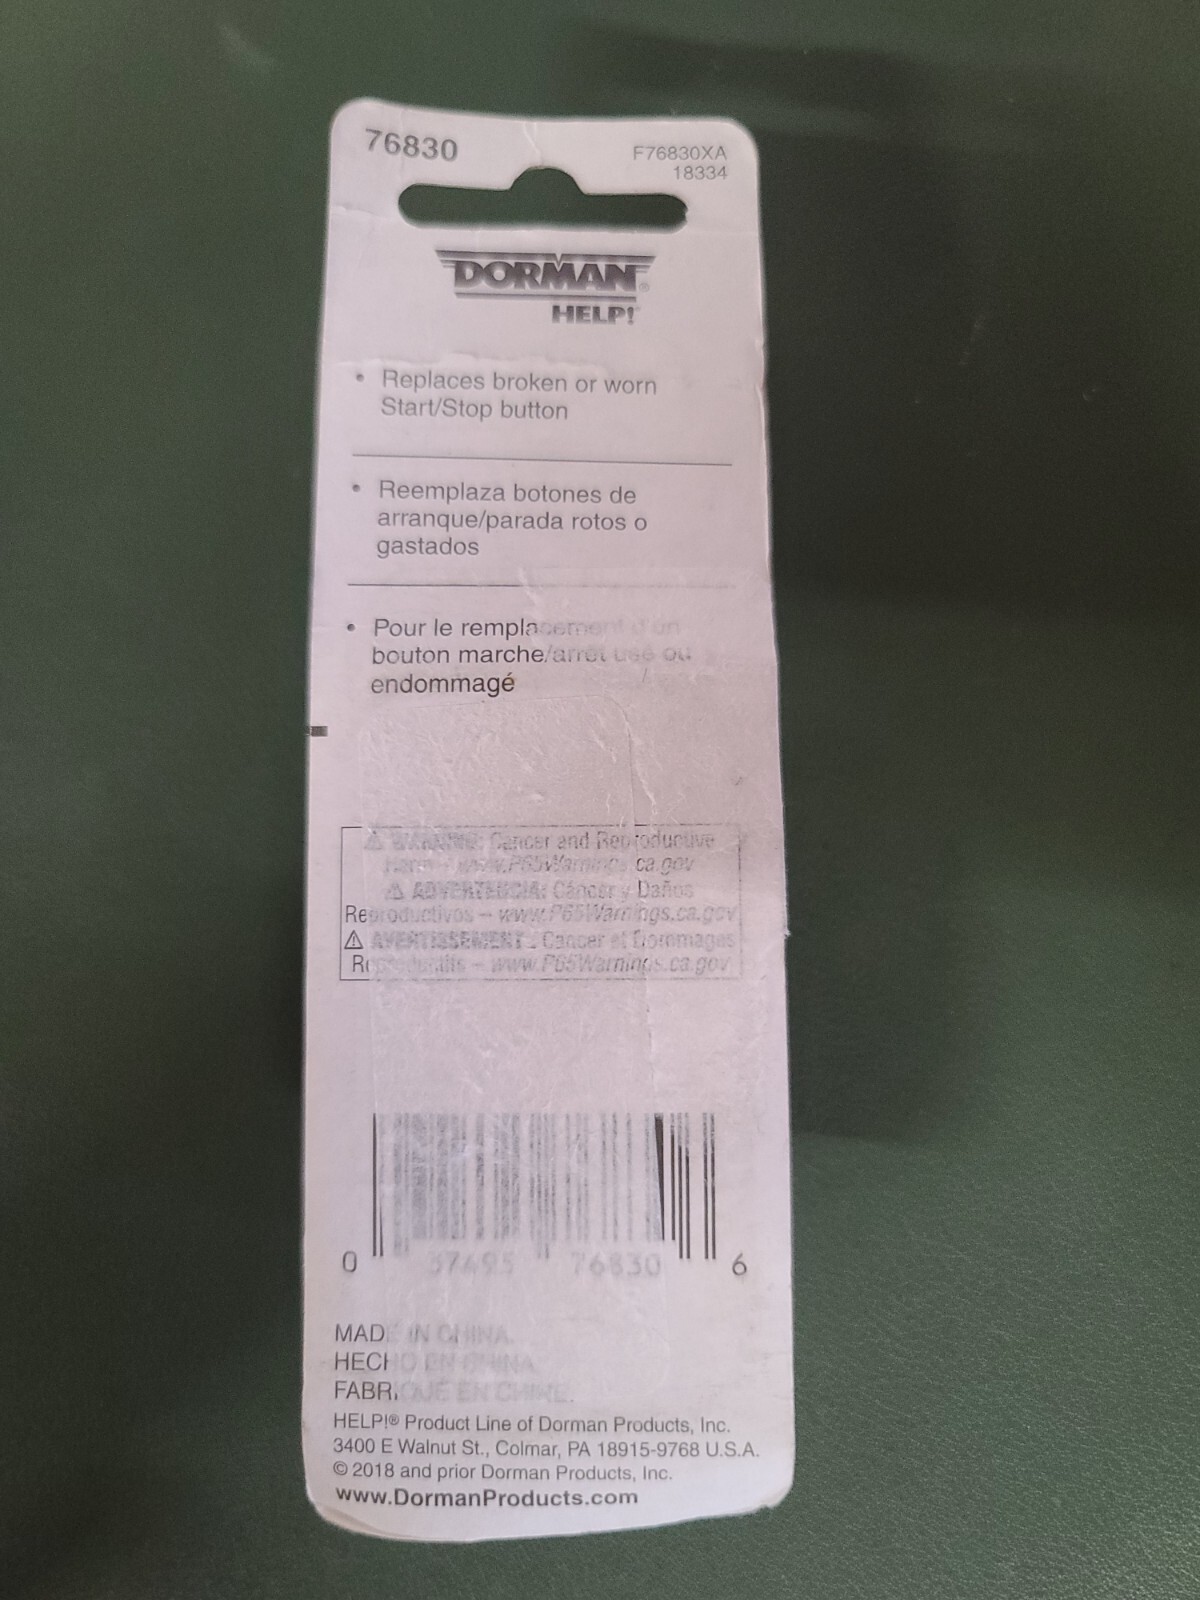 76830
F76830XA
18334
DORMAN®
HELP!
• Replaces broken or worn
Start/Stop button
• Reemplaza botones de
arranque/parada rotos o
gastados
• Pour le remplacement d'un
bouton marche/arrêt usé ou
endommagé
⚠ WARNING: Cancer and Reproductive
Harm - www.P65Warnings.ca.gov
⚠ ADVERTENCIA: Cáncer y Daños
Reproductivos – www.P65Warnings.ca.gov
⚠ AVERTISSEMENT : Cancer et Dommages
Reproductifs – www.P65Warnings.ca.gov
0 37495 76830 6
MADE IN CHINA.
HECHO EN CHINA.
FABRIQUÉ EN CHINE.
HELP!® Product Line of Dorman Products, Inc.
3400 E Walnut St., Colmar, PA 18915-9768 U.S.A.
© 2018 and prior Dorman Products, Inc.
www.DormanProducts.com